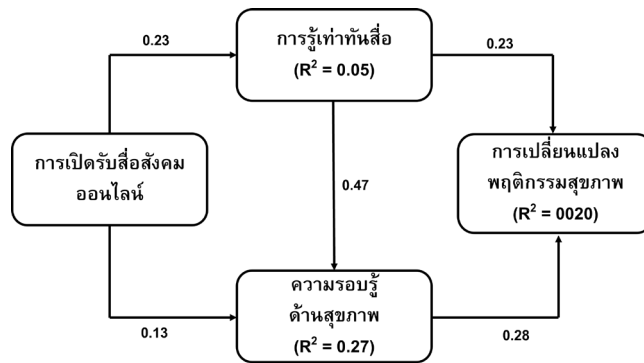 0.23
การรู้เท่าทันสื่อ
(R² = 0.05)
0.23
การเปิดรับสื่อสังคม
ออนไลน์
0.47
การเปลี่ยนแปลง
พฤติกรรมสุขภาพ
(R² = 0020)
0.13
ความรอบรู้
ด้านสุขภาพ
(R² = 0.27)
0.28